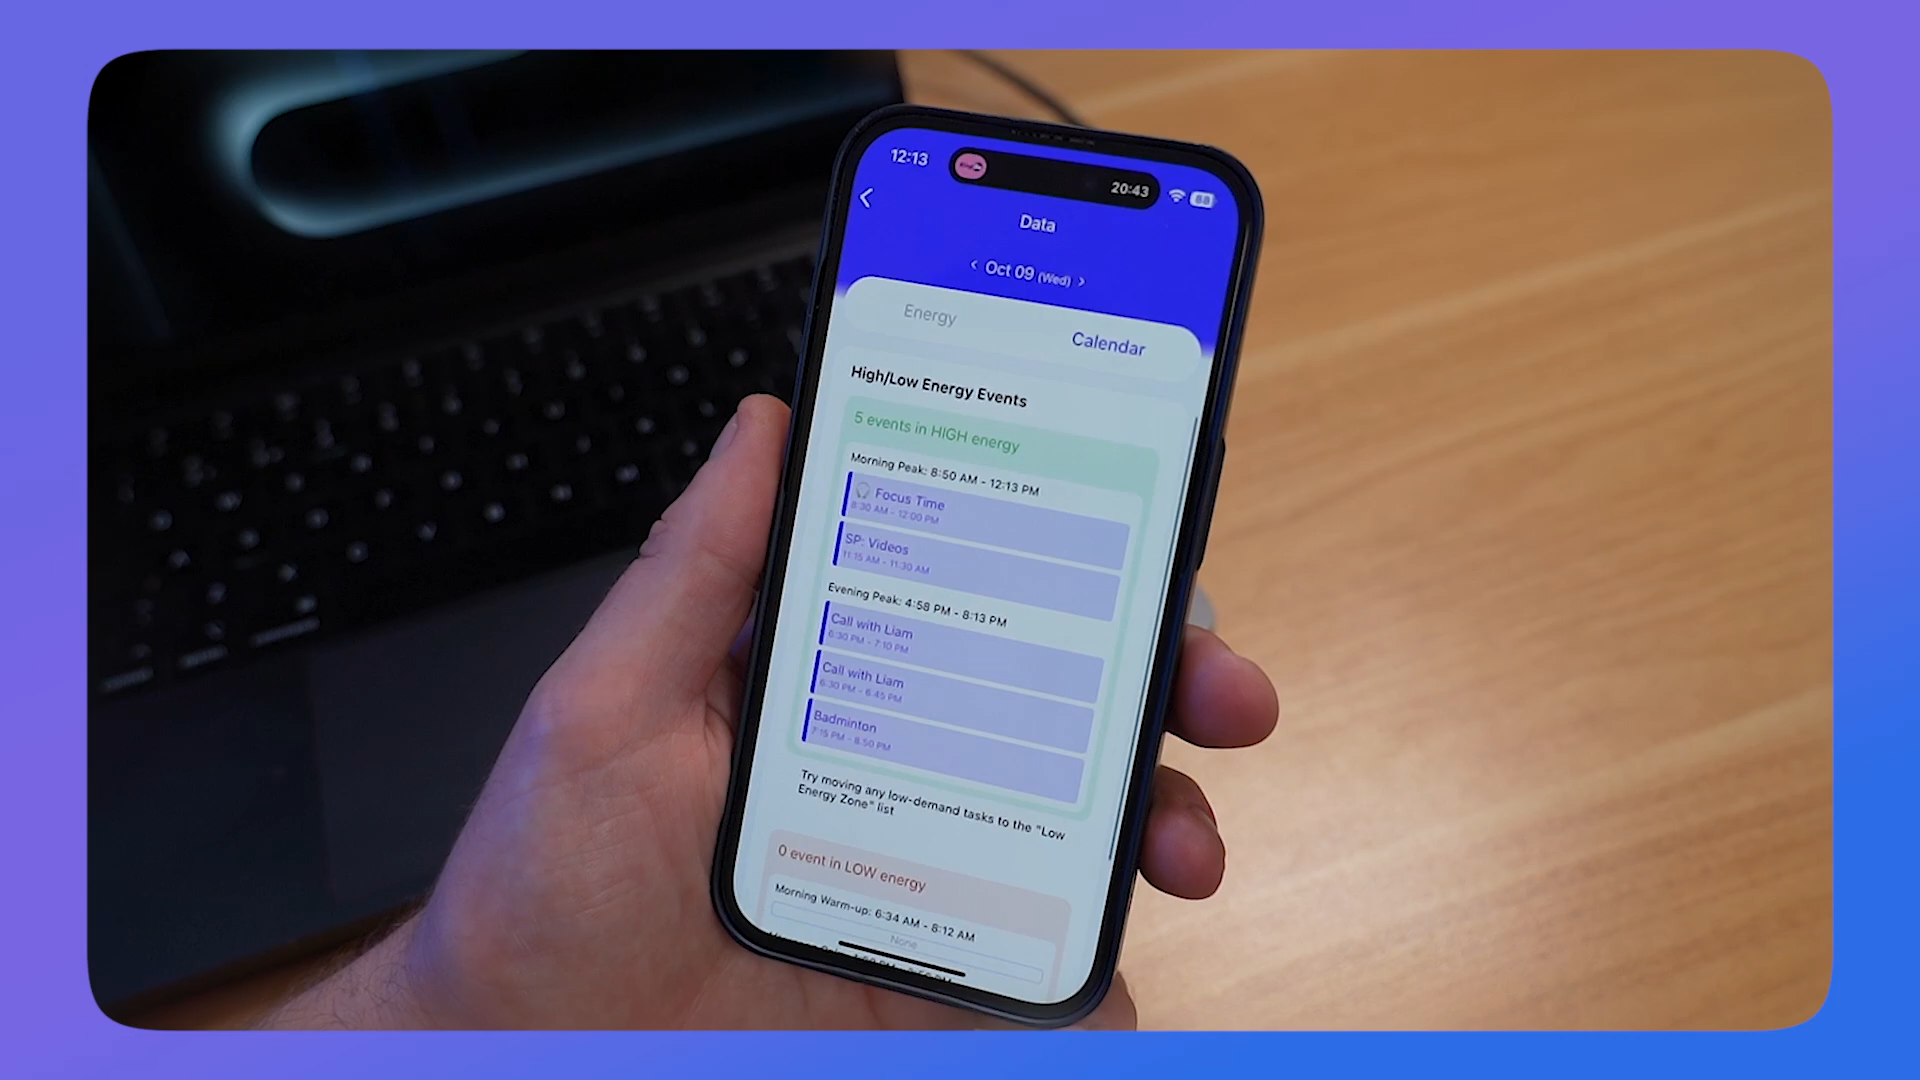 12:13
20:43
88
Data
< Oct 09 (Wed) >
Energy
Calendar
High/Low Energy Events
5 events in HIGH energy
Morning Peak: 8:50 AM - 12:13 PM
🎧 Focus Time
8:30 AM - 12:00 PM
SP: Videos
11:15 AM - 11:30 AM
Evening Peak: 4:58 PM - 8:13 PM
Call with Liam
6:30 PM - 7:10 PM
Call with Liam
6:30 PM - 6:45 PM
Badminton
7:15 PM - 8:50 PM
Try moving any low-demand tasks to the "Low
Energy Zone" list
0 event in LOW energy
Morning Warm-up: 6:34 AM - 8:12 AM
None